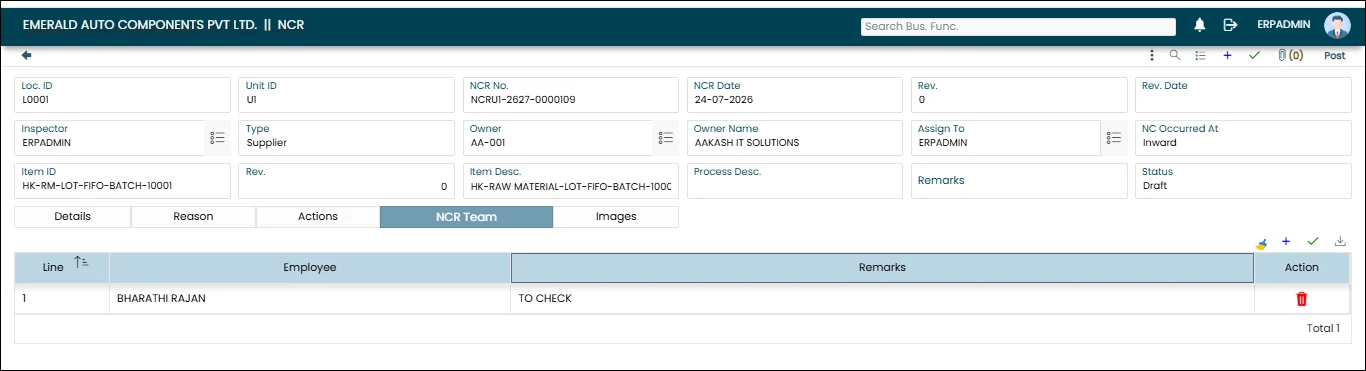 EMERALD AUTO COMPONENTS PVT LTD. || NCR
Search Bus. Func.
ERPADMIN
(0)
Post
Loc. ID
L0001
Unit ID
U1
NCR No.
NCRU1-2627-0000109
NCR Date
24-07-2026
Rev.
0
Rev. Date
Inspector
ERPADMIN
Type
Supplier
Owner
AA-001
Owner Name
AAKASH IT SOLUTIONS
Assign To
ERPADMIN
NC Occurred At
Inward
Item ID
HK-RM-LOT-FIFO-BATCH-10001
Rev.
0
Item Desc.
HK-RAW MATERIAL-LOT-FIFO-BATCH-1000
Process Desc.
Remarks
Status
Draft
Details
Reason
Actions
NCR Team
Images
Line
Employee
Remarks
Action
1
BHARATHI RAJAN
TO CHECK
Total 1